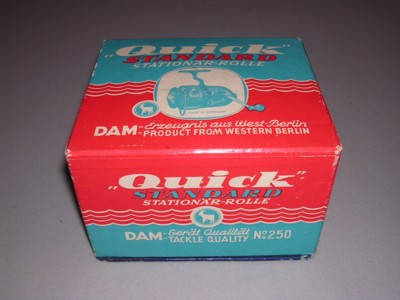 „Quick"
STANDARD
STATIONÄR-ROLLE
DAM-Erzeugnis aus West-Berlin
PRODUCT FROM WESTERN BERLIN
„Quick"
STANDARD
STATIONÄR-ROLLE
DAM-Gerät Qualität
TACKLE QUALITY No 250